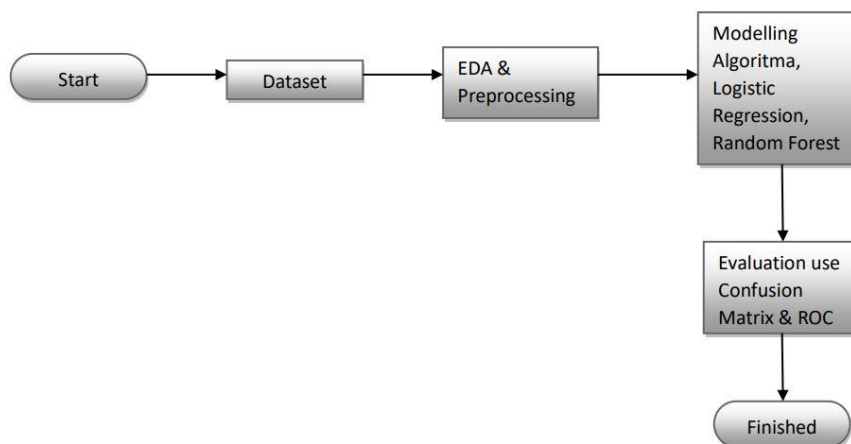 Start
Dataset
EDA &
Preprocessing
Modelling
Algoritma,
Logistic
Regression,
Random Forest
Evaluation use
Confusion
Matrix & ROC
Finished